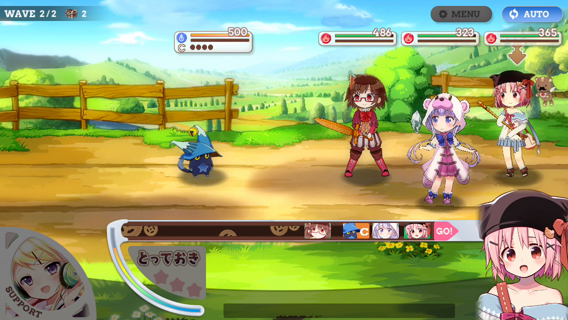 WAVE 2/2 2
MENU
AUTO
500
C
486
323
365
C
GO!
とっておき
SUPPORT